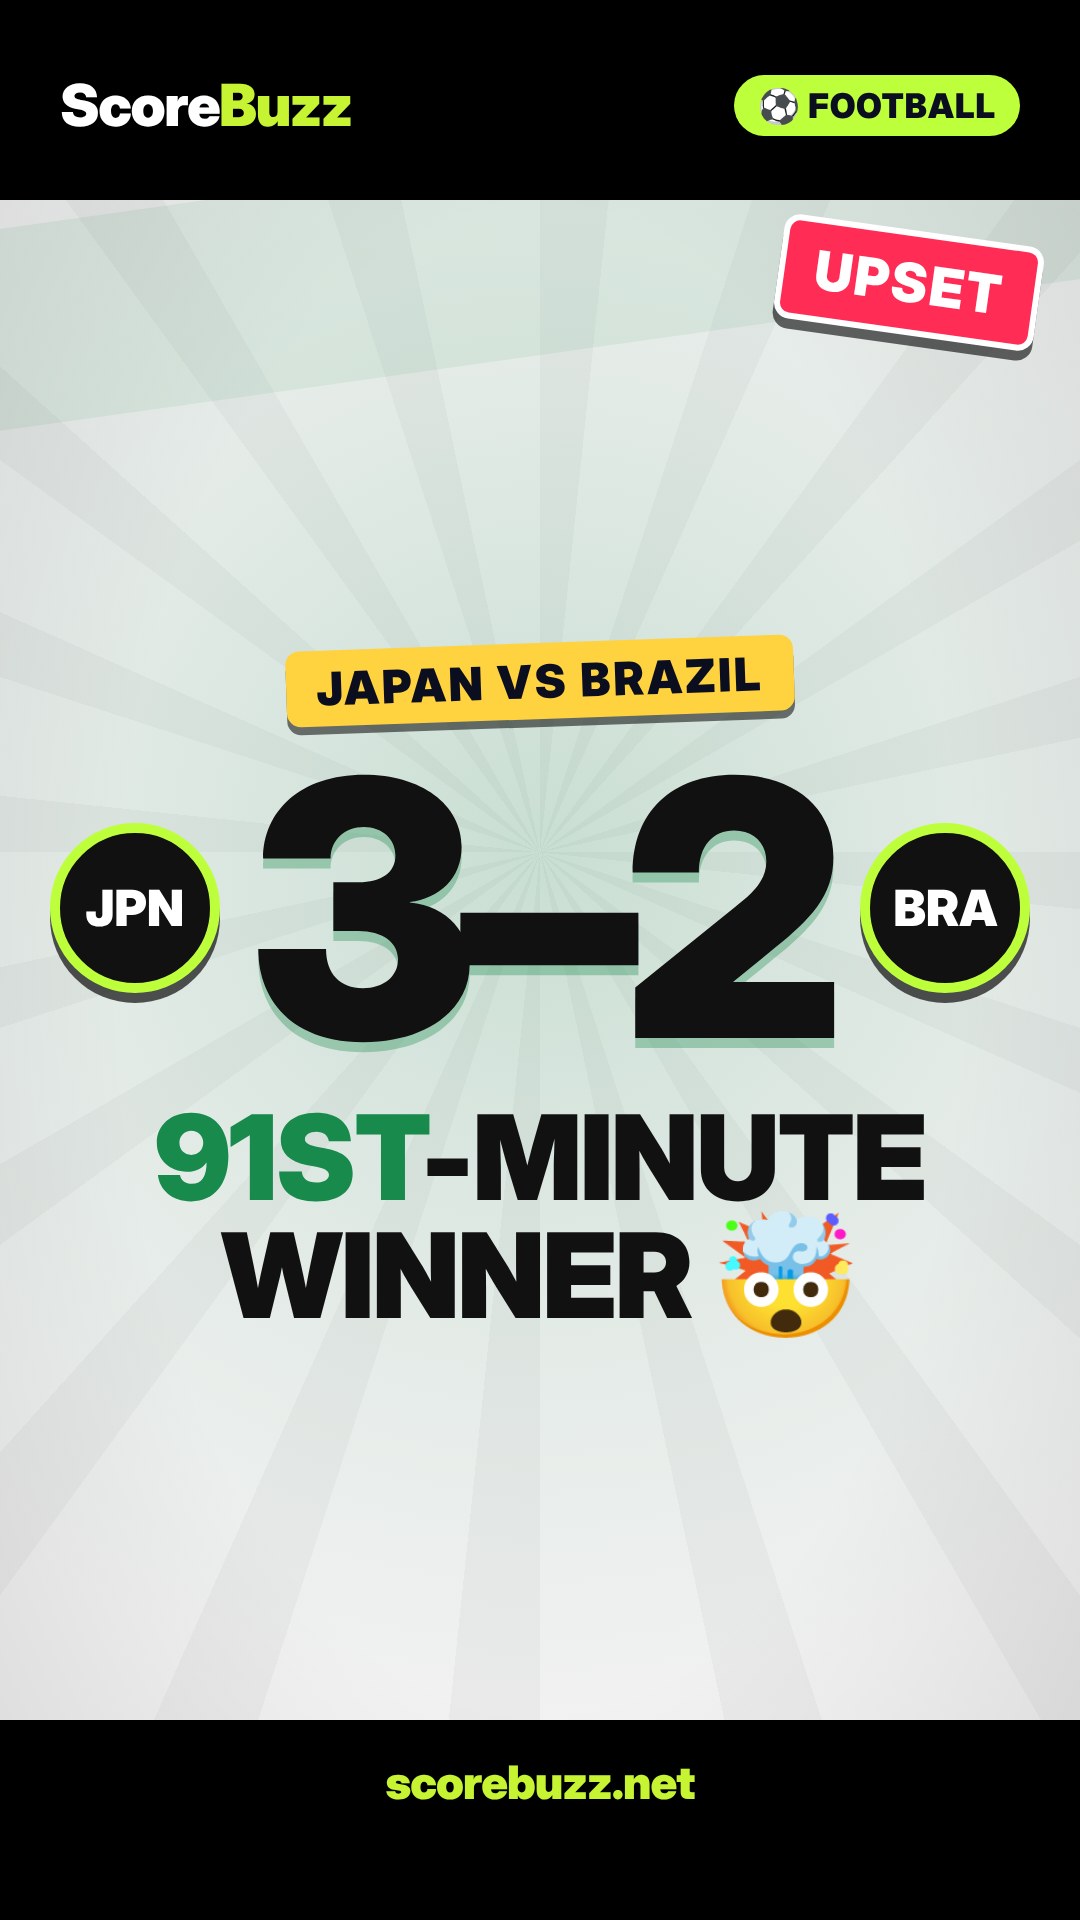 ScoreBuzz
⚽ FOOTBALL
UPSET
JAPAN VS BRAZIL
JPN
3–2
BRA
91ST-MINUTE
WINNER 🤯
scorebuzz.net